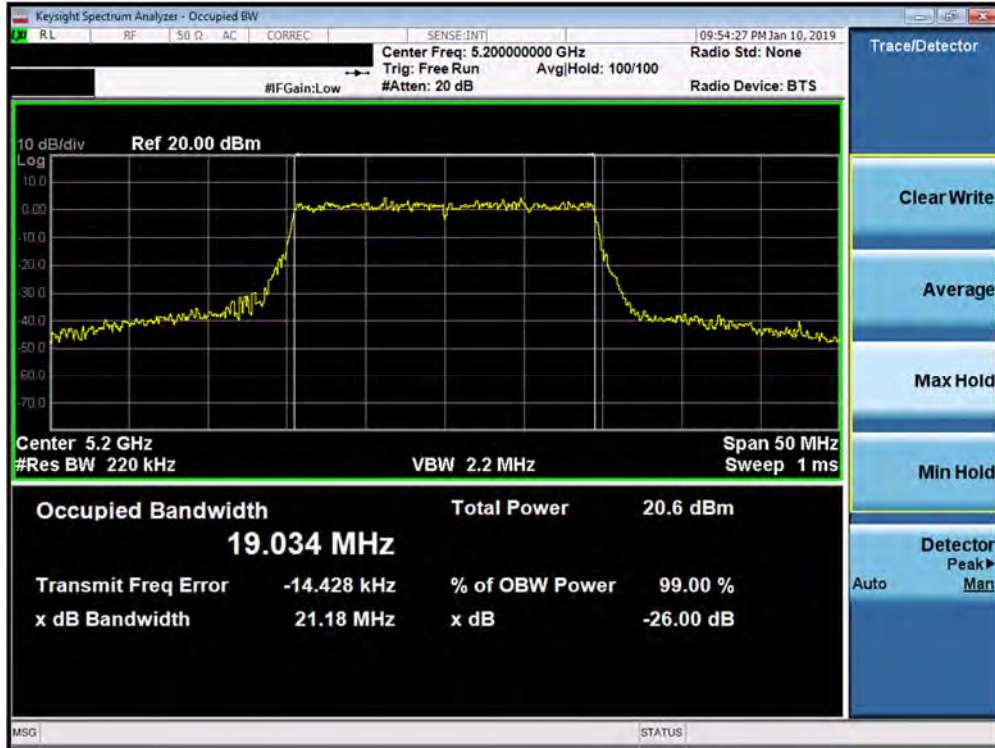 Keysight Spectrum Analyzer - Occupied BW
LXI RL RF 50 Ω AC CORREC SENSE:INT 09:54:27 PM Jan 10, 2019
Center Freq: 5.200000000 GHz Radio Std: None
Trig: Free Run Avg|Hold: 100/100
#IFGain:Low #Atten: 20 dB Radio Device: BTS
10 dB/div Ref 20.00 dBm
Log
10.0
0.00
-10.0
-20.0
-30.0
-40.0
-50.0
-60.0
-70.0
Center 5.2 GHz Span 50 MHz
#Res BW 220 kHz VBW 2.2 MHz Sweep 1 ms
Occupied Bandwidth Total Power 20.6 dBm
19.034 MHz
Transmit Freq Error -14.428 kHz % of OBW Power 99.00 %
x dB Bandwidth 21.18 MHz x dB -26.00 dB
MSG STATUS
Trace/Detector
Clear Write
Average
Max Hold
Min Hold
Detector
Peak▶
Auto Man